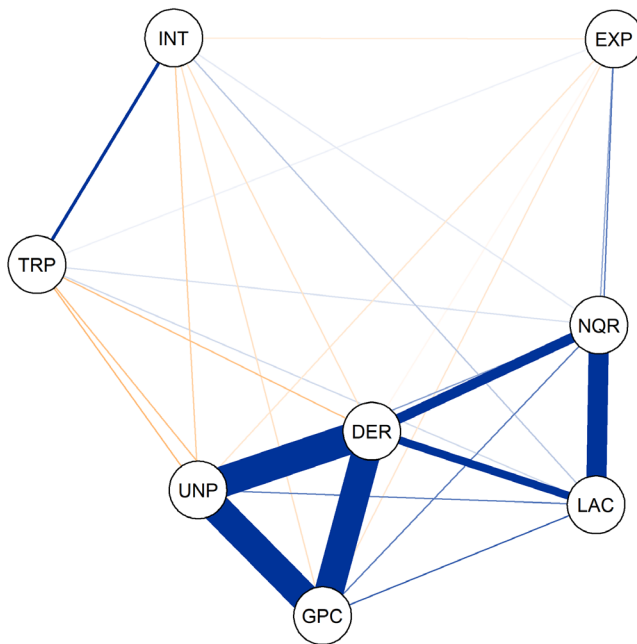 INT
EXP
TRP
NQR
DER
UNP
LAC
GPC